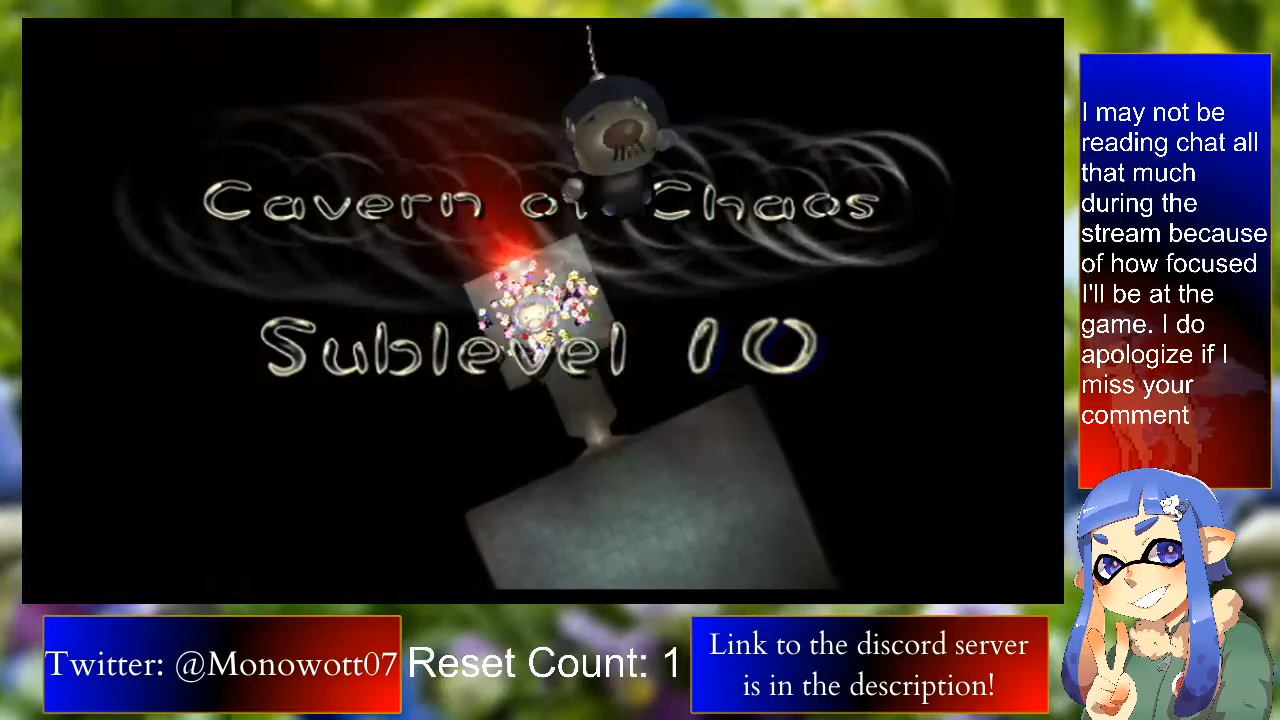 Cavern of Chaos
Sublevel 10
I may not be
reading chat all
that much
during the
stream because
of how focused
I'll be at the
game. I do
apologize if I
miss your
comment
Twitter: @Monowott07
Reset Count: 1
Link to the discord server
is in the description!